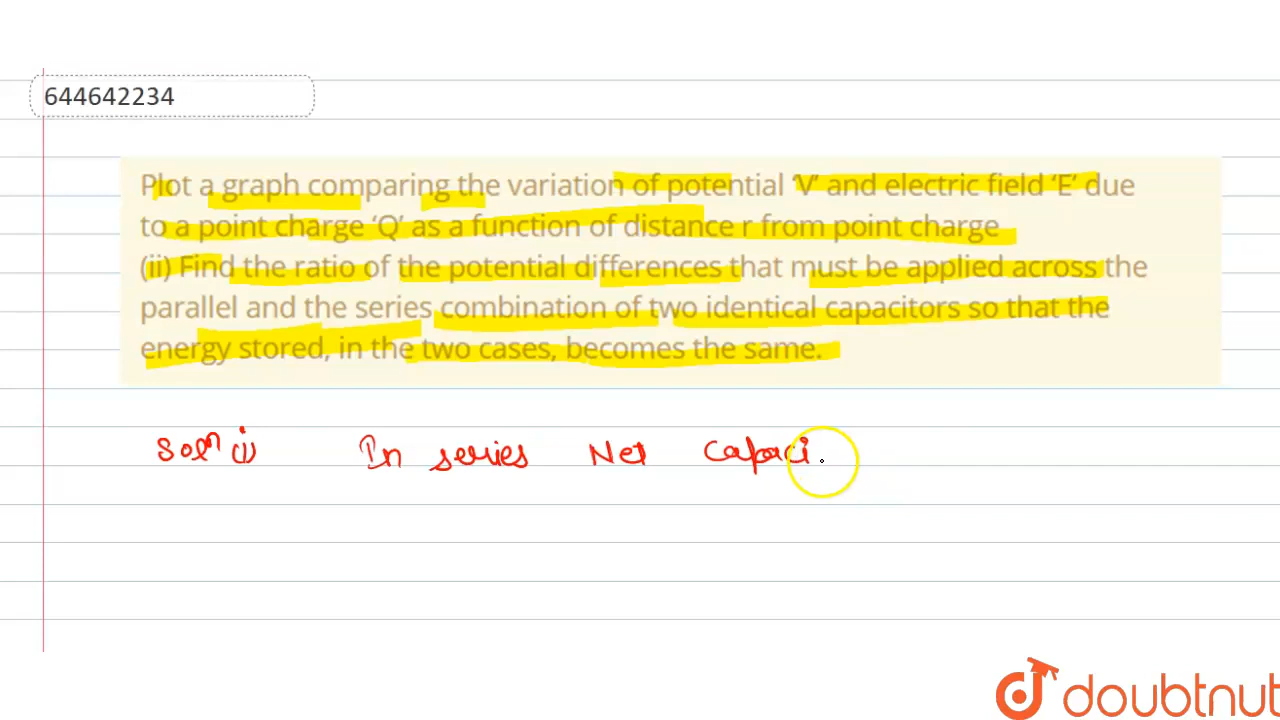 644642234
Plot a graph comparing the variation of potential ‘V’ and electric field ‘E’ due
to a point charge ‘Q’ as a function of distance r from point charge
(ii) Find the ratio of the potential differences that must be applied across the
parallel and the series combination of two identical capacitors so that the
energy stored, in the two cases, becomes the same.
Solⁿ (i) In series Net Capaci
doubtnut